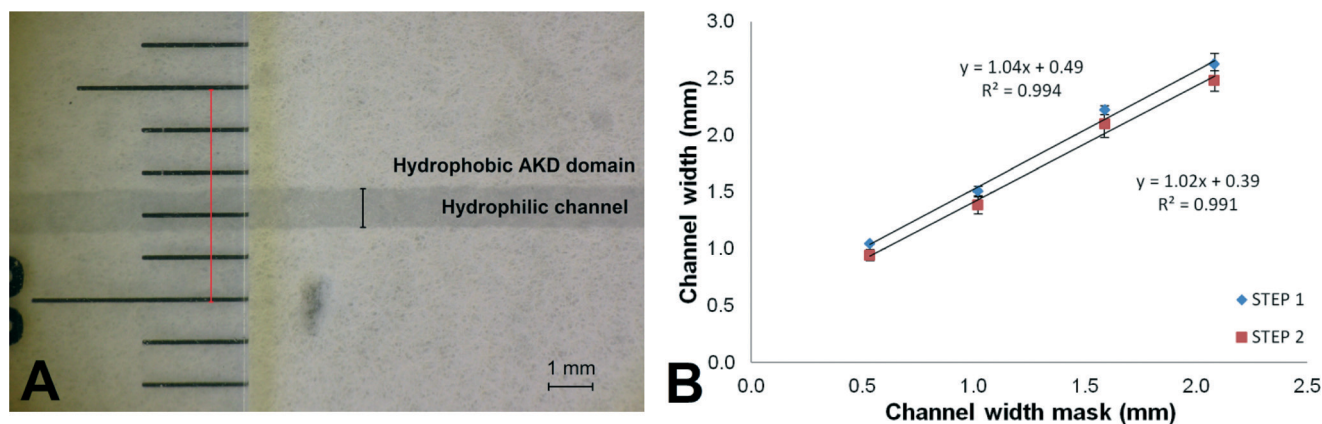 Hydrophobic AKD domain
Hydrophilic channel
1 mm
A
3.0
2.5
2.0
1.5
1.0
0.5
0.0
Channel width (mm)
y = 1.04x + 0.49
R² = 0.994
y = 1.02x + 0.39
R² = 0.991
STEP 1
STEP 2
0.0 0.5 1.0 1.5 2.0 2.5
Channel width mask (mm)
B